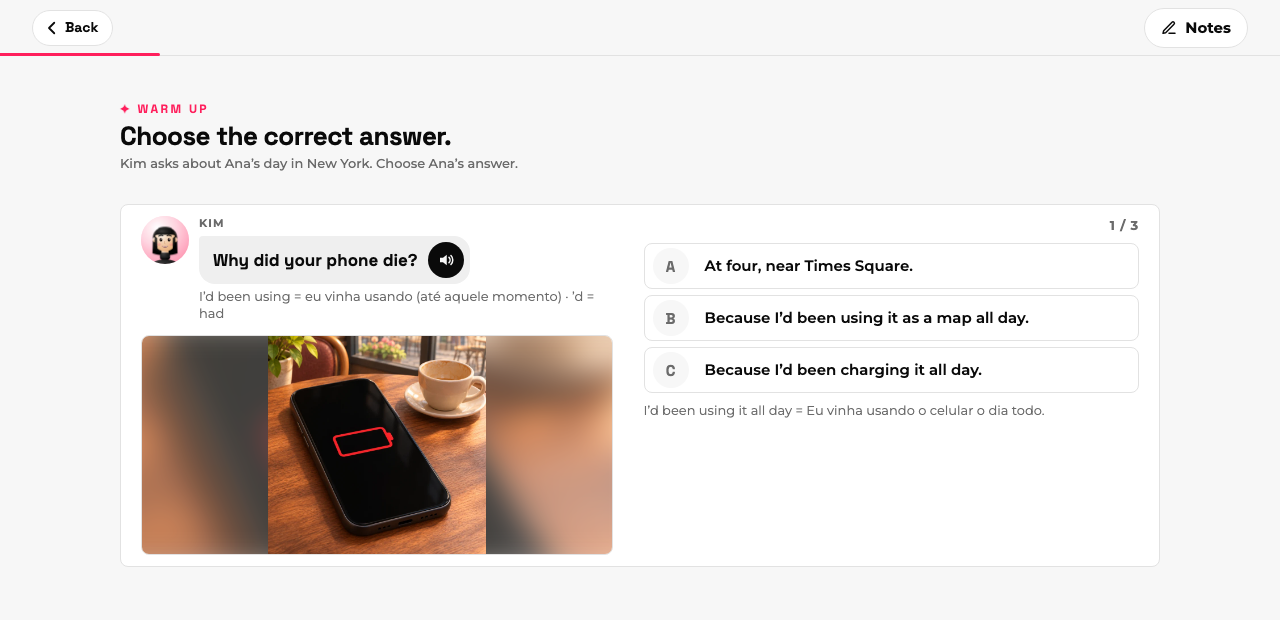 Back
Notes
✦ WARM UP
Choose the correct answer.
Kim asks about Ana’s day in New York. Choose Ana’s answer.
KIM
Why did your phone die?
I’d been using = eu vinha usando (até aquele momento) · ’d =
had
1 / 3
A At four, near Times Square.
B Because I’d been using it as a map all day.
C Because I’d been charging it all day.
I’d been using it all day = Eu vinha usando o celular o dia todo.